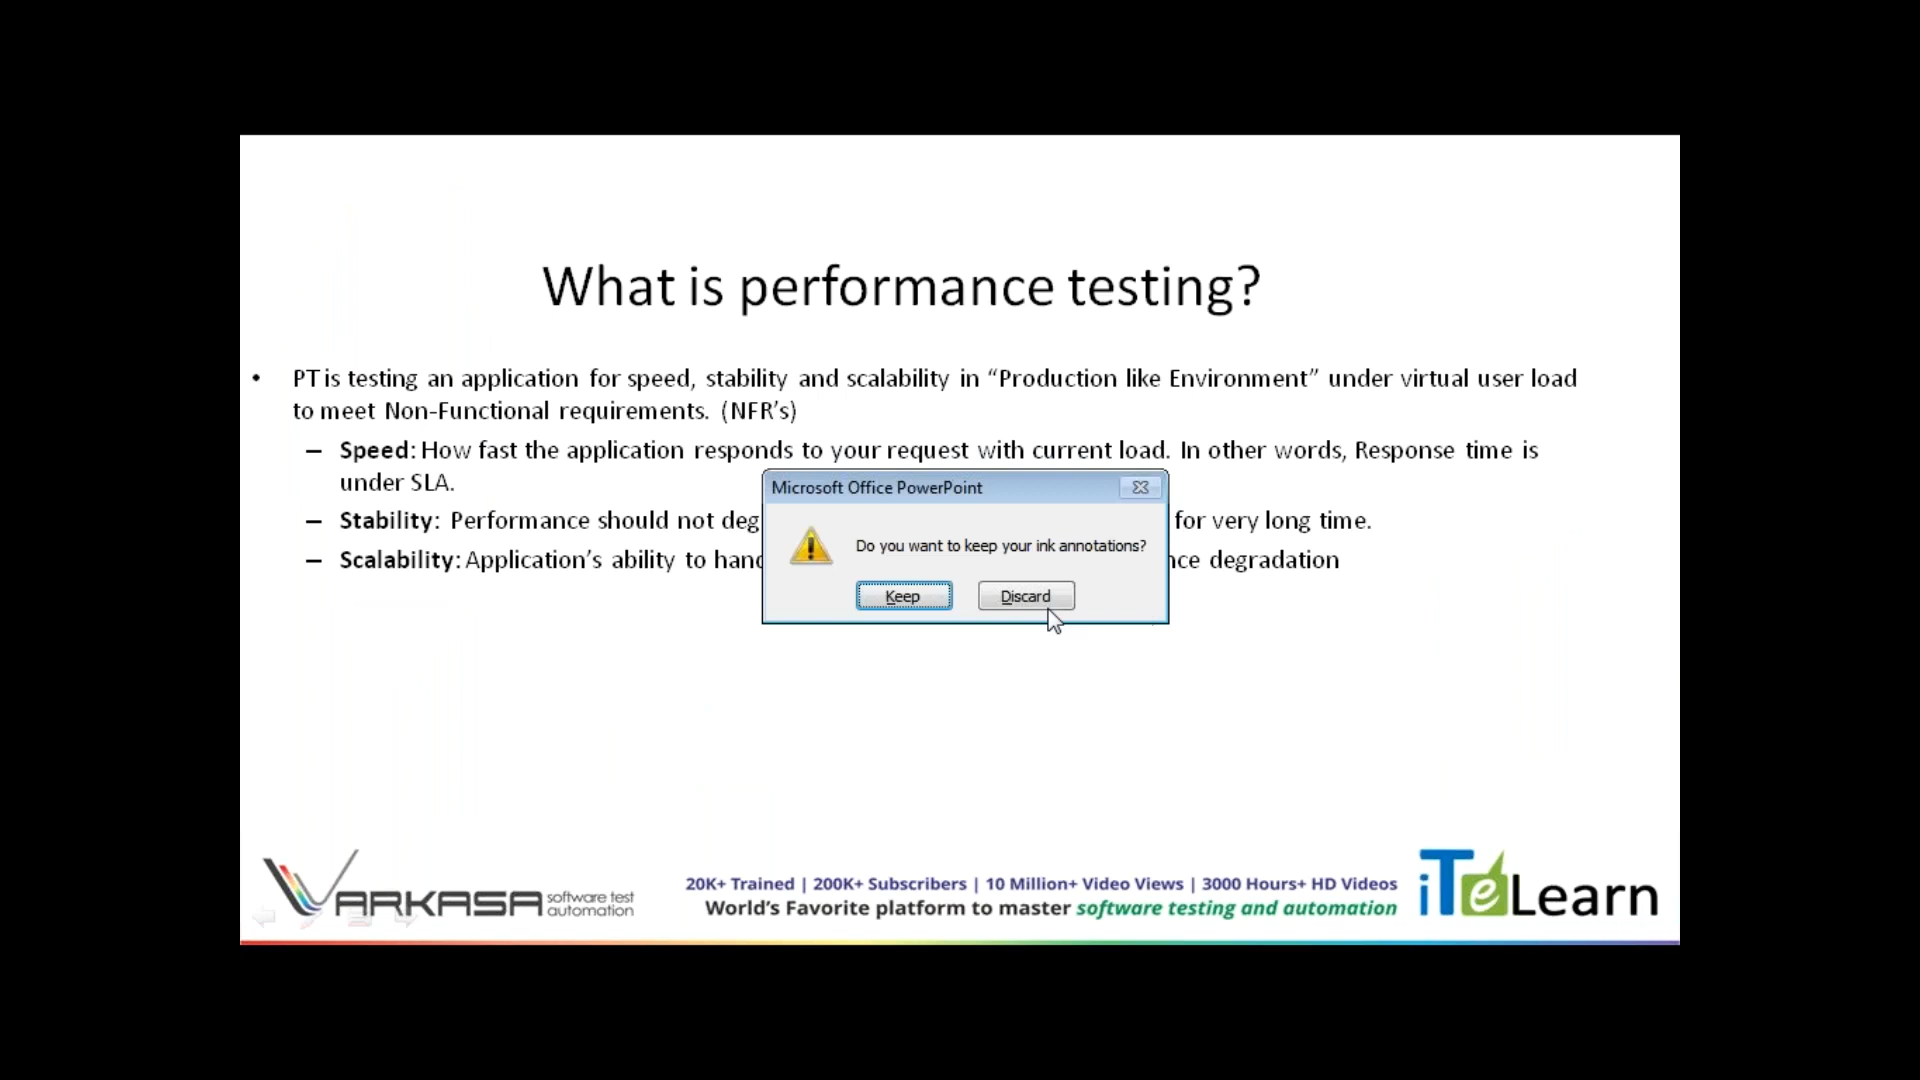 What is performance testing?
• PT is testing an application for speed, stability and scalability in “Production like Environment” under virtual user load
to meet Non-Functional requirements. (NFR’s)
– Speed: How fast the application responds to your request with current load. In other words, Response time is
under SLA.
– Stability: Performance should not deg
for very long time.
– Scalability: Application’s ability to hand
nce degradation
Microsoft Office PowerPoint
Do you want to keep your ink annotations?
Keep Discard
VARKASA software test
automation
20K+ Trained | 200K+ Subscribers | 10 Million+ Video Views | 3000 Hours+ HD Videos
World’s Favorite platform to master software testing and automation
iTeLearn